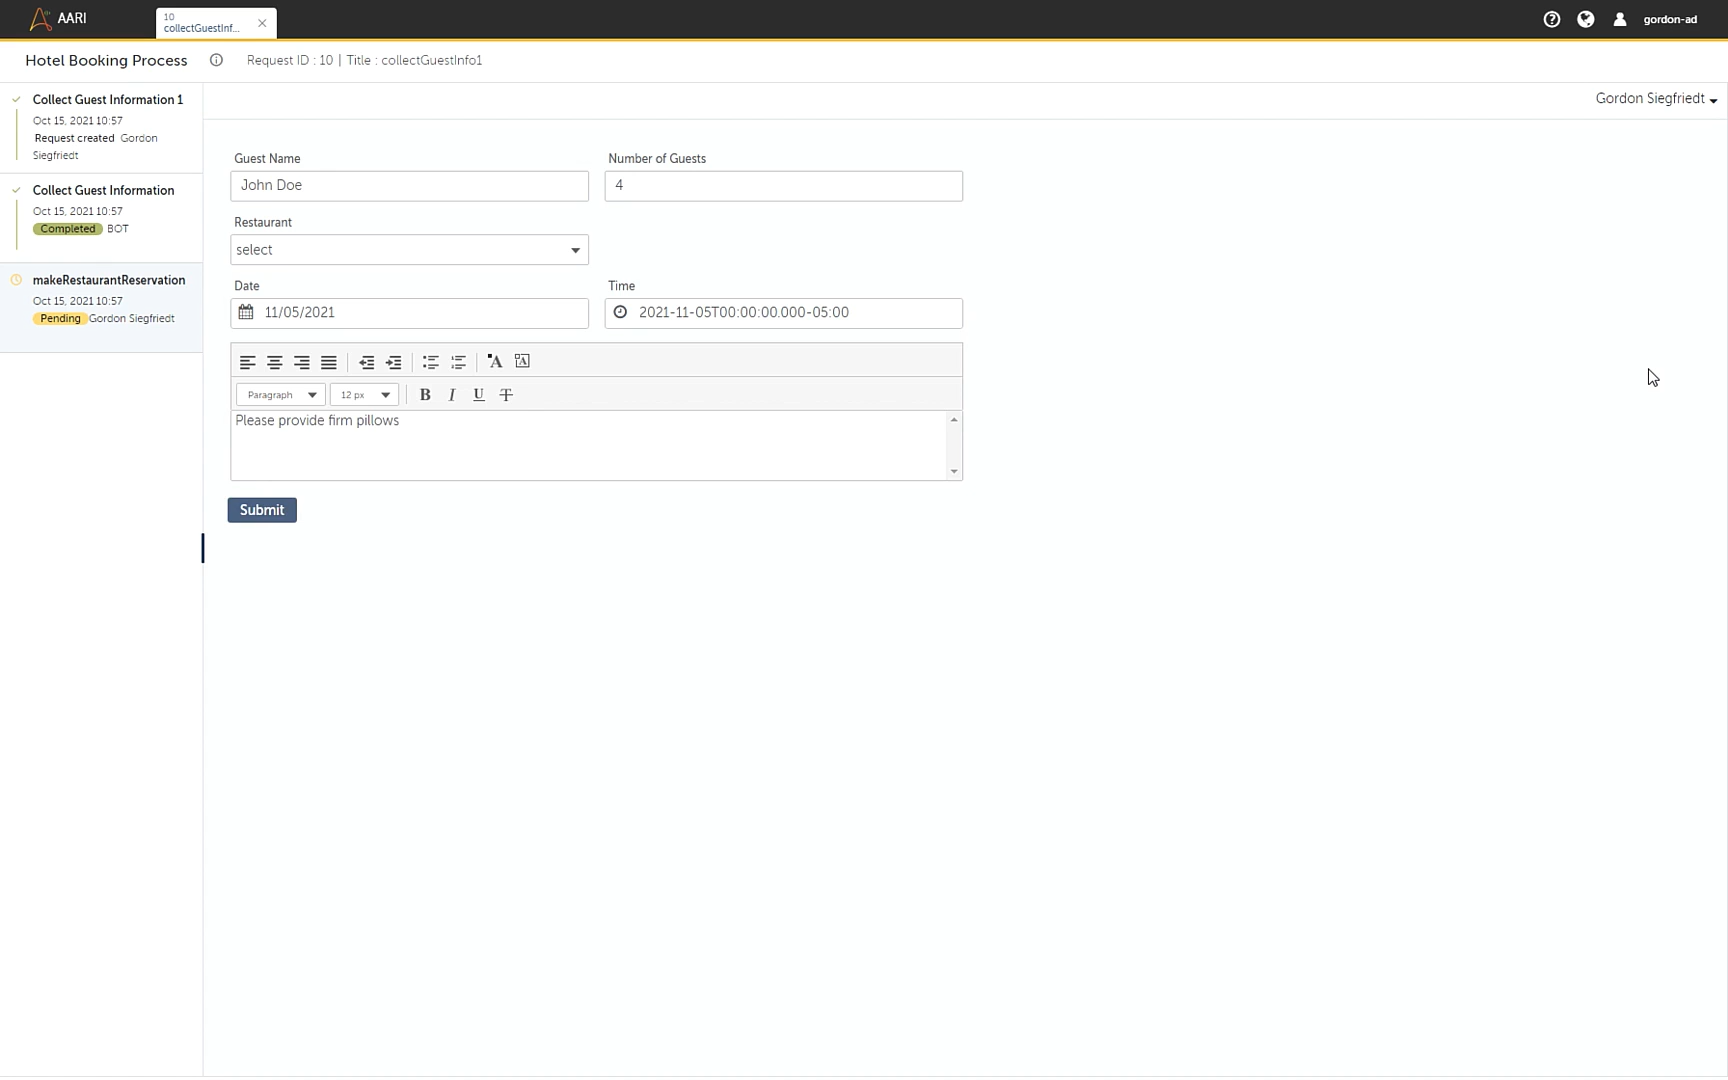 AARI
10
collectGuestInf...
gordon-ad
Hotel Booking Process
Request ID : 10 | Title : collectGuestInfo1
Collect Guest Information 1
Oct 15, 2021 10:57
Request created Gordon
Siegfriedt
Collect Guest Information
Oct 15, 2021 10:57
Completed BOT
makeRestaurantReservation
Oct 15, 2021 10:57
Pending Gordon Siegfriedt
Gordon Siegfriedt
Guest Name
Number of Guests
John Doe
4
Restaurant
select
Date
Time
11/05/2021
2021-11-05T00:00:00.000-05:00
Paragraph
12 px
B I U T
Please provide firm pillows
Submit